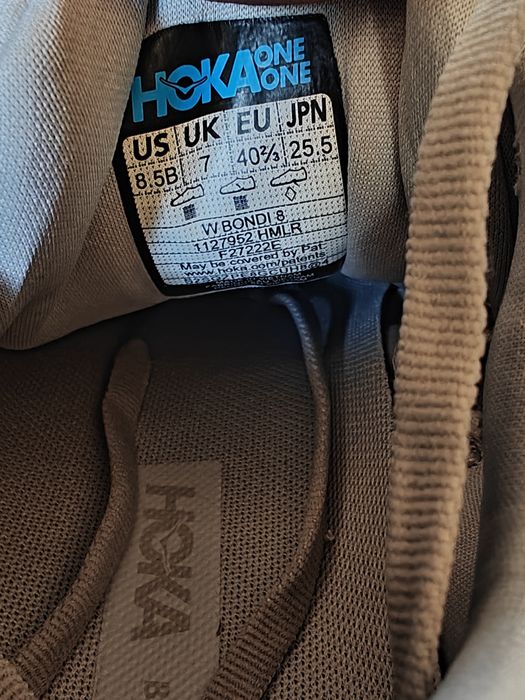 HOKA ONE ONE
US UK EU JPN
8.5B 7 40⅔ 25.5
W BONDI 8
1127952 HMLR
F27222E
May be covered by Pat.
www.hoka.com/patents
HOKA
B